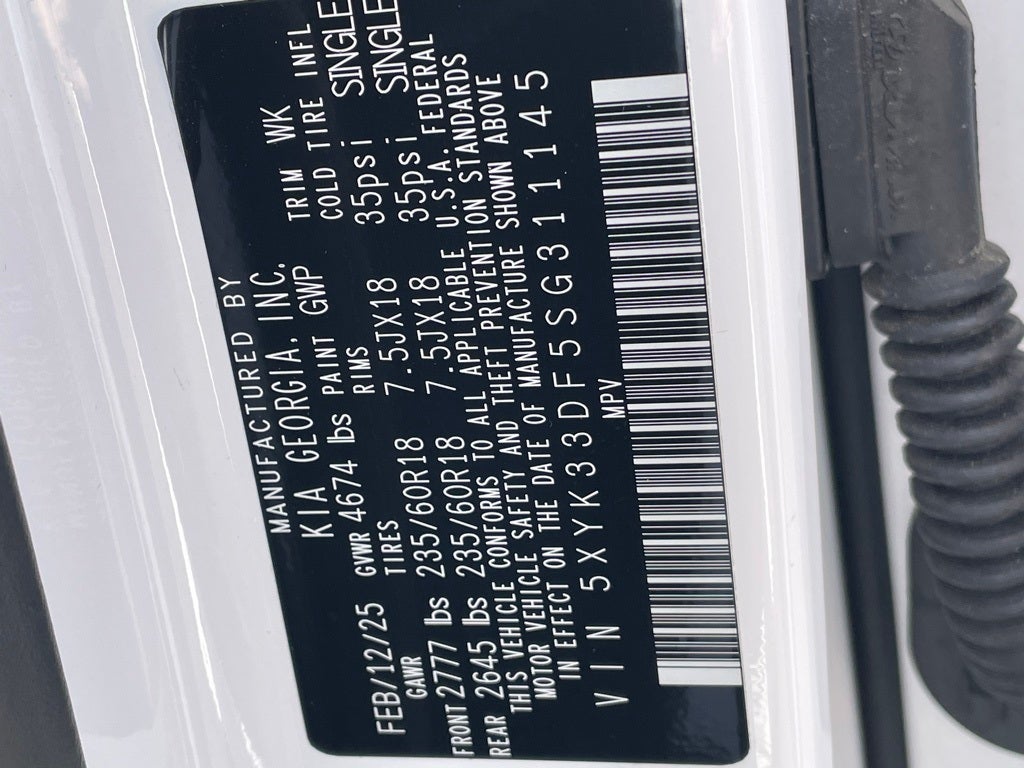 MANUFACTURED BY
KIA GEORGIA, INC.
FEB/12/25 GVWR 4674 lbs PAINT GWP TRIM WK
GAWR TIRES RIMS COLD TIRE INFL
FRONT 2777 lbs 235/60R18 7.5JX18 35psi SINGLE
REAR 2645 lbs 235/60R18 7.5JX18 35psi SINGLE
THIS VEHICLE CONFORMS TO ALL APPLICABLE U.S.A. FEDERAL
MOTOR VEHICLE SAFETY AND THEFT PREVENTION STANDARDS
IN EFFECT ON THE DATE OF MANUFACTURE SHOWN ABOVE
VIN 5XYK33DF5SG311145
MPV